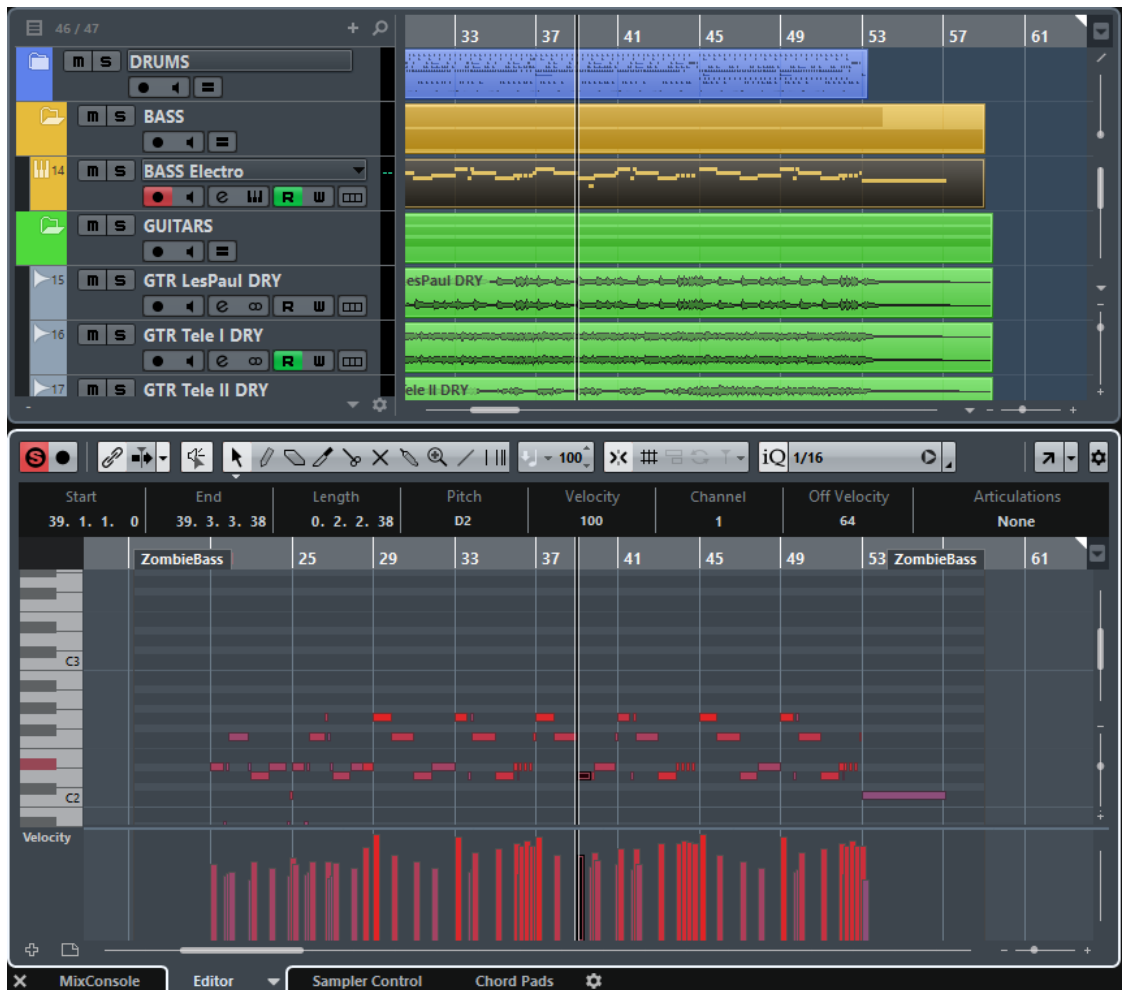 46 / 47
33 37 41 45 49 53 57 61
m S DRUMS
m S BASS
14 m S BASS Electro
e R W
m S GUITARS
15 m S GTR LesPaul DRY
esPaul DRY
e R W
16 m S GTR Tele I DRY
e R W
17 m S GTR Tele II DRY
ele II DRY
S 100 iQ 1/16
Start End Length Pitch Velocity Channel Off Velocity Articulations
39. 1. 1. 0 39. 3. 3. 38 0. 2. 2. 38 D2 100 1 64 None
ZombieBass 25 29 33 37 41 45 49 53 ZombieBass 61
C3
C2
Velocity
MixConsole Editor Sampler Control Chord Pads